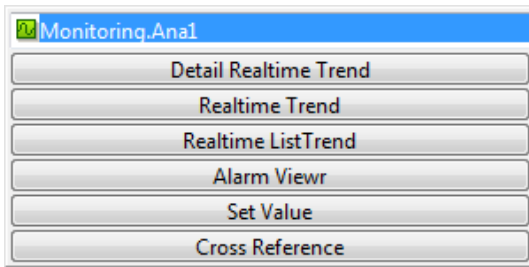 Monitoring.Ana1
Detail Realtime Trend
Realtime Trend
Realtime ListTrend
Alarm Viewr
Set Value
Cross Reference